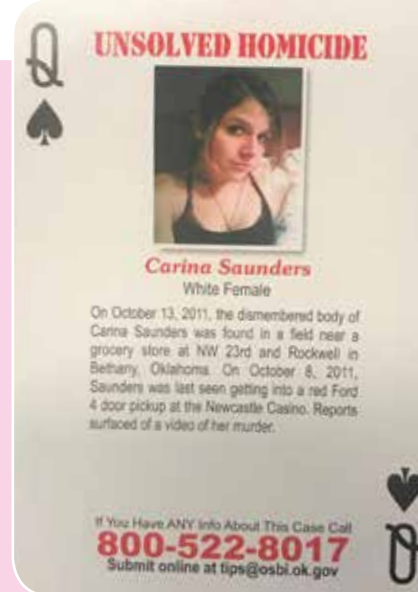 Q
UNSOLVED HOMICIDE
Carina Saunders
White Female
On October 13, 2011, the dismembered body of
Carina Saunders was found in a field near a
grocery store at NW 23rd and Rockwell in
Bethany, Oklahoma. On October 8, 2011,
Saunders was last seen getting into a red Ford
4 door pickup at the Newcastle Casino. Reports
surfaced of a video of her murder.
If You Have ANY Info About This Case Call
800-522-8017
Submit online at tips@osbi.ok.gov
Q